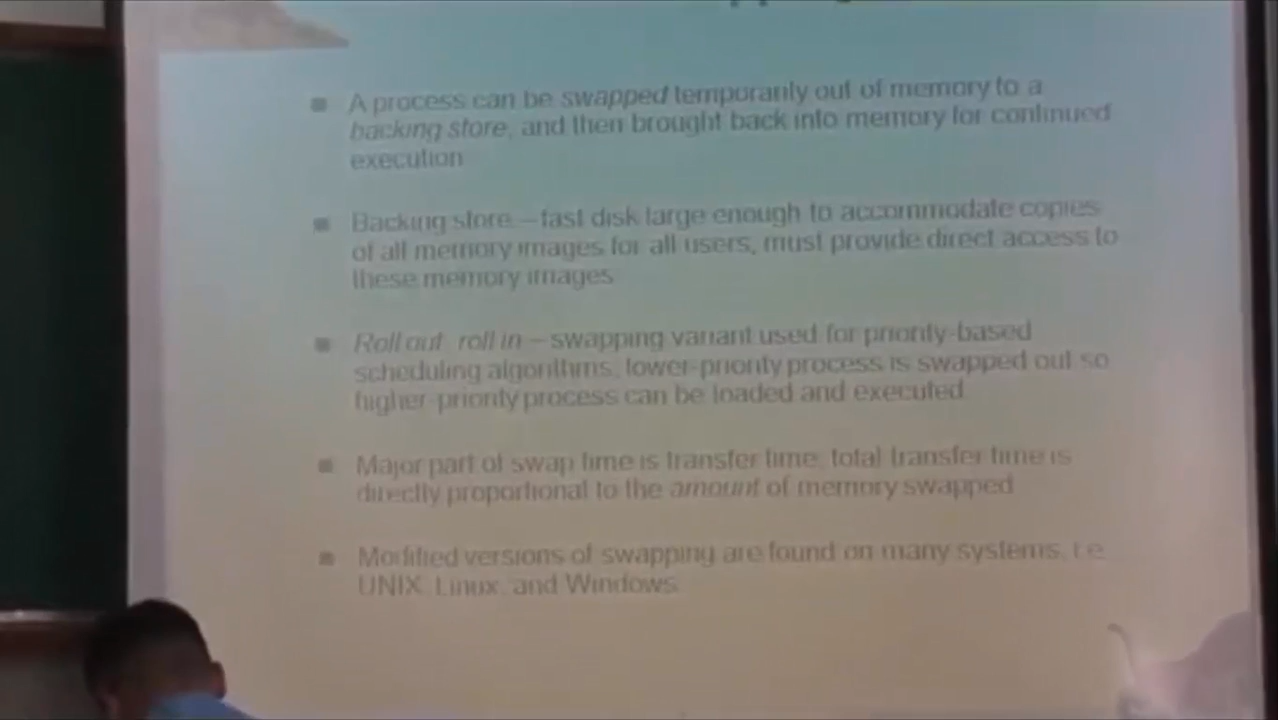 A process can be swapped temporarily out of memory to a
backing store, and then brought back into memory for continued
execution
Backing store – fast disk large enough to accommodate copies
of all memory images for all users, must provide direct access to
these memory images
Roll out, roll in – swapping variant used for priority-based
scheduling algorithms, lower-priority process is swapped out so
higher-priority process can be loaded and executed
Major part of swap time is transfer time, total transfer time is
directly proportional to the amount of memory swapped
Modified versions of swapping are found on many systems, i.e.
UNIX, Linux, and Windows